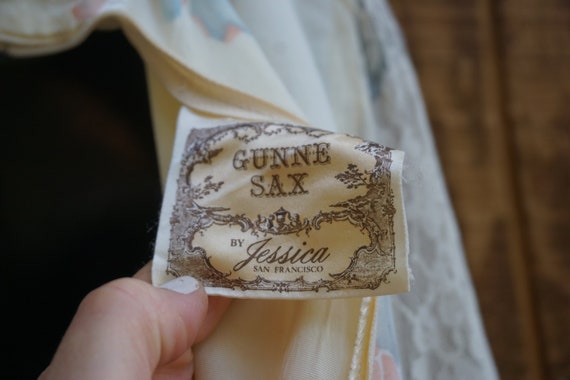 GUNNE
SAX
BY Jessica
SAN FRANCISCO